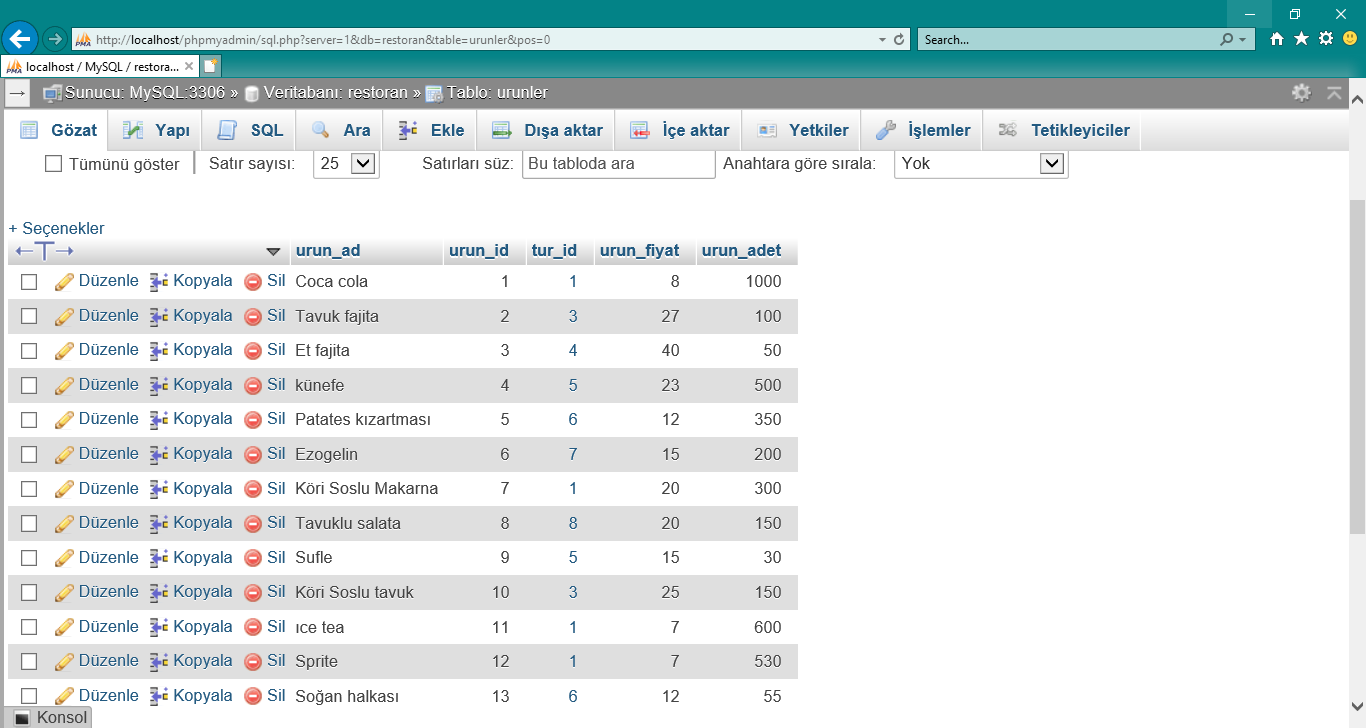 http://localhost/phpmyadmin/sql.php?server=1&db=restoran&table=urunler&pos=0
Search...
localhost / MySQL / restora...
Sunucu: MySQL:3306 » Veritabanı: restoran » Tablo: urunler
Gözat Yapı SQL Ara Ekle Dışa aktar İçe aktar Yetkiler İşlemler Tetikleyiciler
Tümünü göster Satır sayısı: 25 Satırları süz: Bu tabloda ara Anahtara göre sırala: Yok
+ Seçenekler
←T→ urun_ad urun_id tur_id urun_fiyat urun_adet
Düzenle Kopyala Sil Coca cola 1 1 8 1000
Düzenle Kopyala Sil Tavuk fajita 2 3 27 100
Düzenle Kopyala Sil Et fajita 3 4 40 50
Düzenle Kopyala Sil künefe 4 5 23 500
Düzenle Kopyala Sil Patates kızartması 5 6 12 350
Düzenle Kopyala Sil Ezogelin 6 7 15 200
Düzenle Kopyala Sil Köri Soslu Makarna 7 1 20 300
Düzenle Kopyala Sil Tavuklu salata 8 8 20 150
Düzenle Kopyala Sil Sufle 9 5 15 30
Düzenle Kopyala Sil Köri Soslu tavuk 10 3 25 150
Düzenle Kopyala Sil ıce tea 11 1 7 600
Düzenle Kopyala Sil Sprite 12 1 7 530
Düzenle Kopyala Sil Soğan halkası 13 6 12 55
Konsol